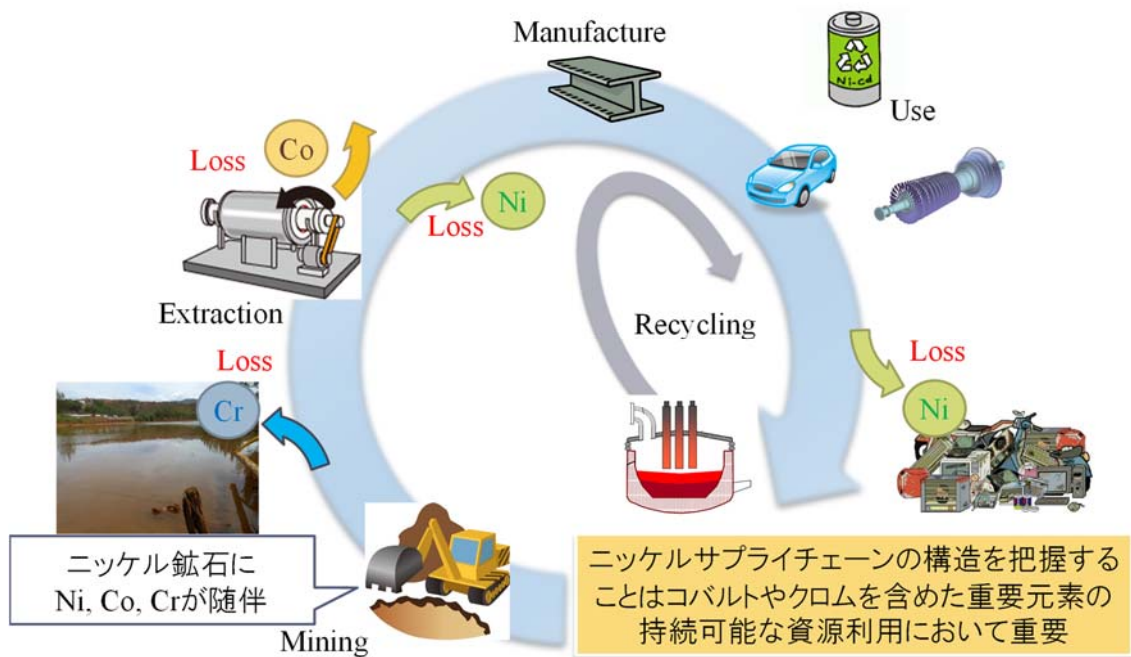 Manufacture
Ni-Cd
Use
Loss
Co
Loss
Ni
Extraction
Recycling
Loss
Cr
Loss
Ni
ニッケル鉱石に
Ni, Co, Crが随伴
Mining
ニッケルサプライチェーンの構造を把握する
ことはコバルトやクロムを含めた重要元素の
持続可能な資源利用において重要